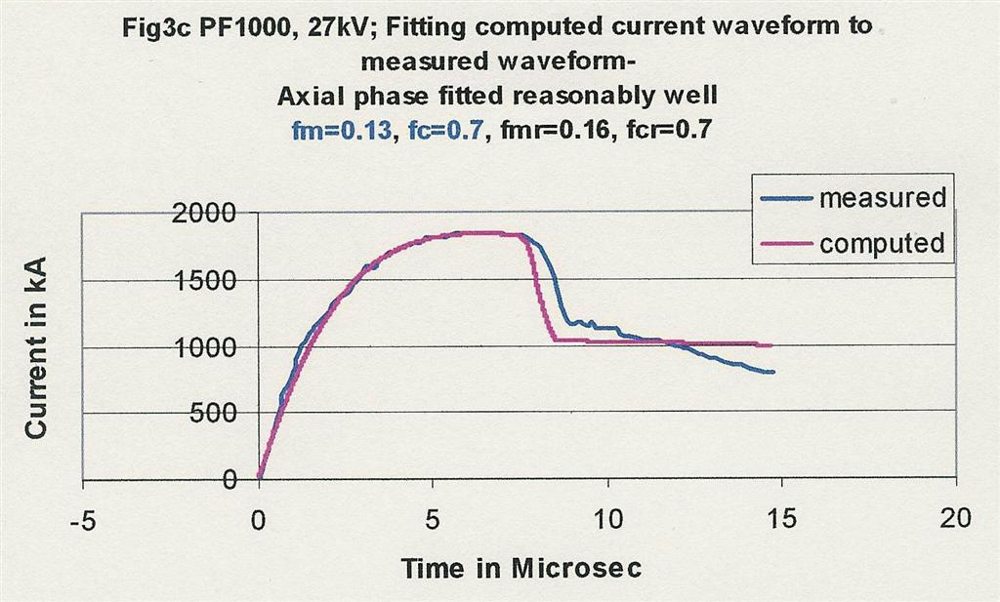 Fig3c PF1000, 27kV; Fitting computed current waveform to
measured waveform-
Axial phase fitted reasonably well
fm=0.13, fc=0.7, fmr=0.16, fcr=0.7
measured
computed
2000
1500
1000
500
0
Current in kA
-5 0 5 10 15 20
Time in Microsec